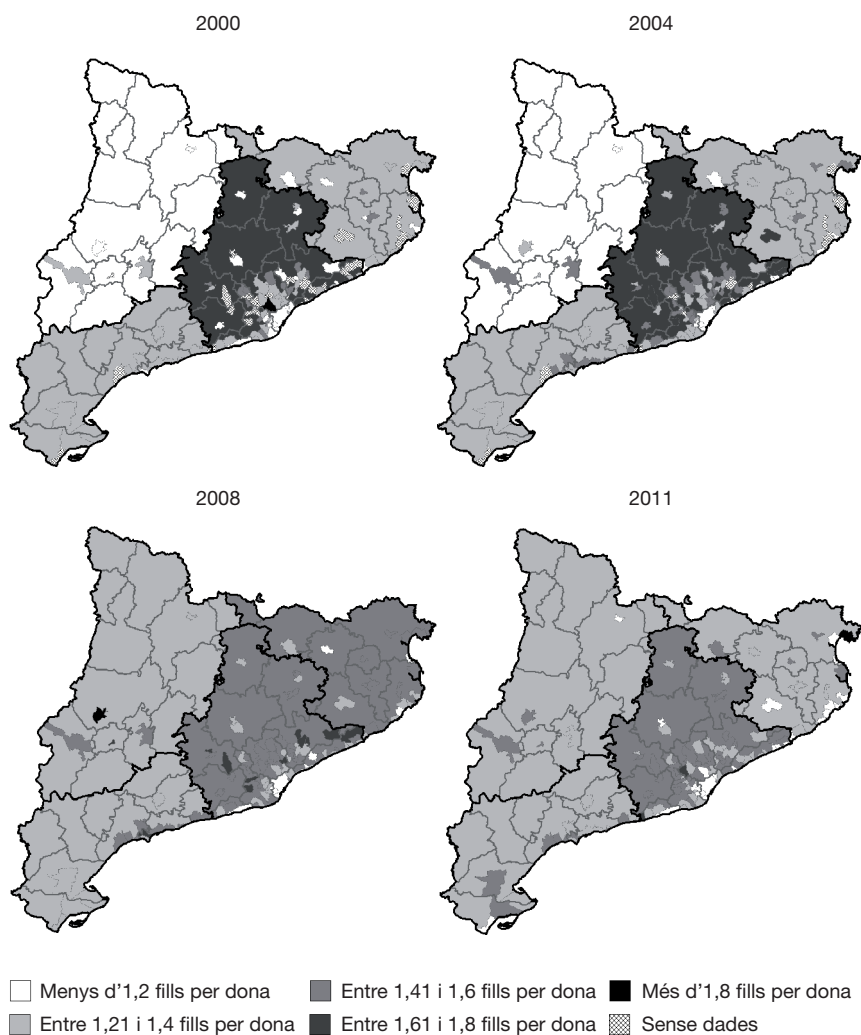 2000
2004
2008
2011
Menys d'1,2 fills per dona
Entre 1,41 i 1,6 fills per dona
Més d'1,8 fills per dona
Entre 1,21 i 1,4 fills per dona
Entre 1,61 i 1,8 fills per dona
Sense dades